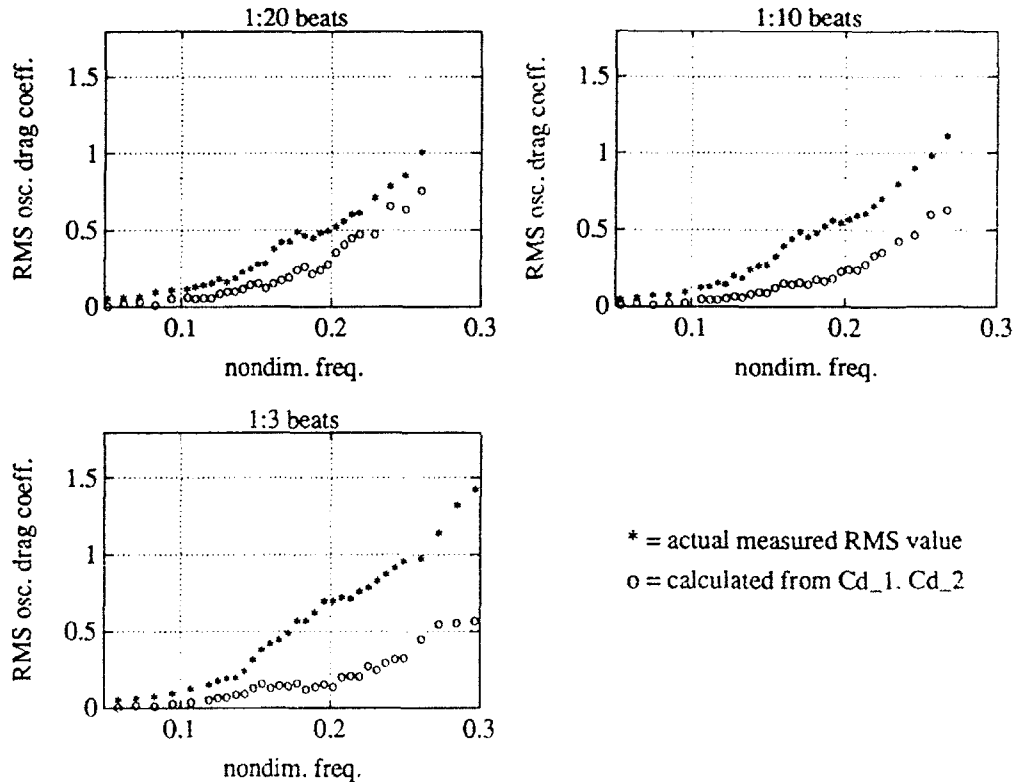 1:20 beats
RMS osc. drag coeff.
1.5
1
0.5
0
0.1
0.2
0.3
nondim. freq.
1:10 beats
RMS osc. drag coeff.
1.5
1
0.5
0
0.1
0.2
0.3
nondim. freq.
1:3 beats
RMS osc. drag coeff.
1.5
1
0.5
0
0.1
0.2
0.3
nondim. freq.
* = actual measured RMS value
o = calculated from Cd_1. Cd_2